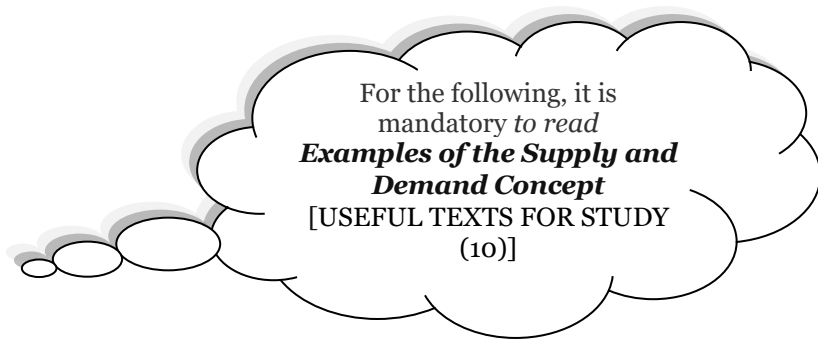 For the following, it is
mandatory to read
Examples of the Supply and
Demand Concept
[USEFUL TEXTS FOR STUDY
(10)]